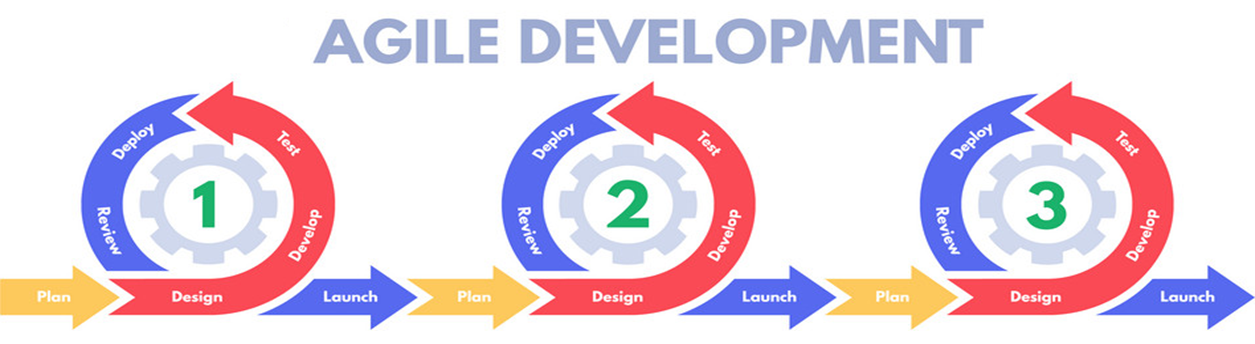 AGILE DEVELOPMENT
Plan
Design
Develop
Test
Deploy
Review
Launch
1
Plan
Design
Develop
Test
Deploy
Review
Launch
2
Plan
Design
Develop
Test
Deploy
Review
Launch
3